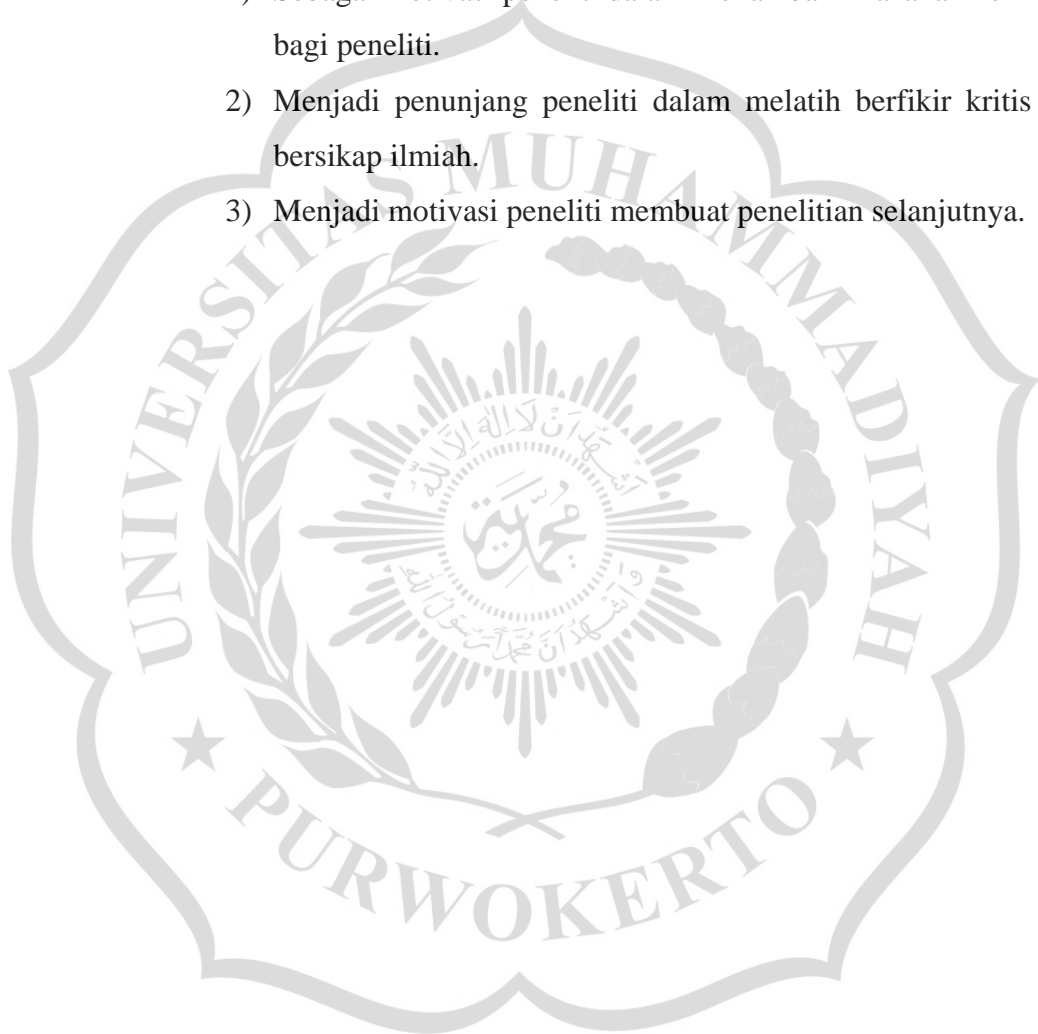 bagi peneliti.
2) Menjadi penunjang peneliti dalam melatih berfikir kritis
bersikap ilmiah.
3) Menjadi motivasi peneliti membuat penelitian selanjutnya.
UNIVERSITAS MUHAMMADIYAH
PURWOKERTO